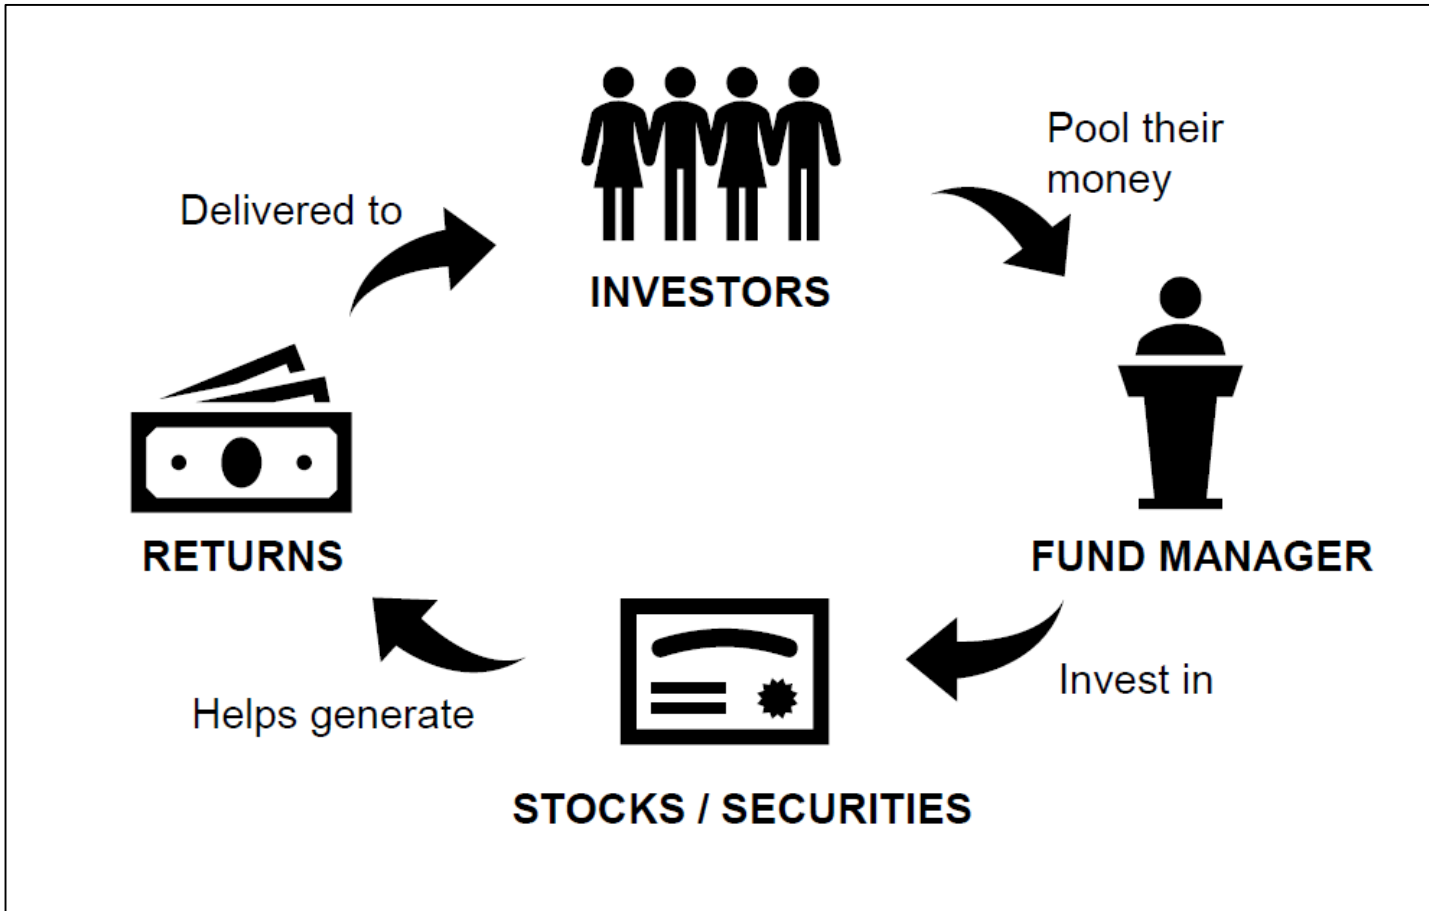 INVESTORS
Pool their
money
FUND MANAGER
Invest in
STOCKS / SECURITIES
Helps generate
RETURNS
Delivered to